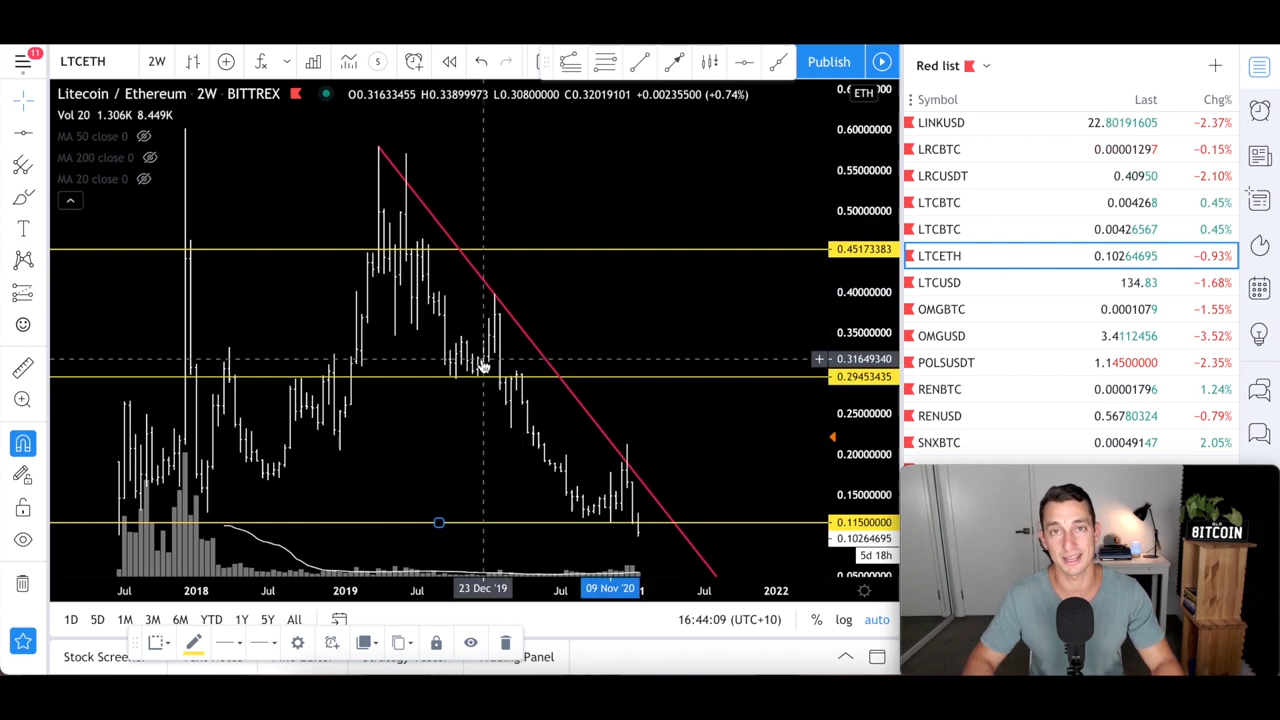 11
LTCETH
2W
S
Publish
Litecoin / Ethereum · 2W · BITTREX
O0.31633455 H0.33899973 L0.30800000 C0.32019101 +0.00235500 (+0.74%)
ETH
Vol 20 1.306K 8.449K
MA 50 close 0
MA 200 close 0
MA 20 close 0
0.60000000
0.55000000
0.50000000
0.45173383
0.40000000
0.35000000
0.31649340
0.29453435
0.25000000
0.20000000
0.15000000
0.11500000
0.10264695
5d 18h
0.05000000
Jul
2018
Jul
2019
Jul
23 Dec '19
Jul
09 Nov '20
1
Jul
2022
1D 5D 1M 3M 6M YTD 1Y 5Y All
16:44:09 (UTC+10)
% log auto
Trading Panel
Red list
Symbol Last Chg%
LINKUSD 22.80191605 −2.37%
LRCBTC 0.00001297 −0.15%
LRCUSDT 0.40950 −2.10%
LTCBTC 0.004268 0.45%
LTCBTC 0.00426567 0.45%
LTCETH 0.10264695 −0.93%
LTCUSD 134.83 −1.68%
OMGBTC 0.0001079 −1.55%
OMGUSD 3.4112456 −3.52%
POLSUSDT 1.14500000 −2.35%
RENBTC 0.00001796 1.24%
RENUSD 0.56780324 −0.79%
SNXBTC 0.00049147 2.05%
BITCOIN